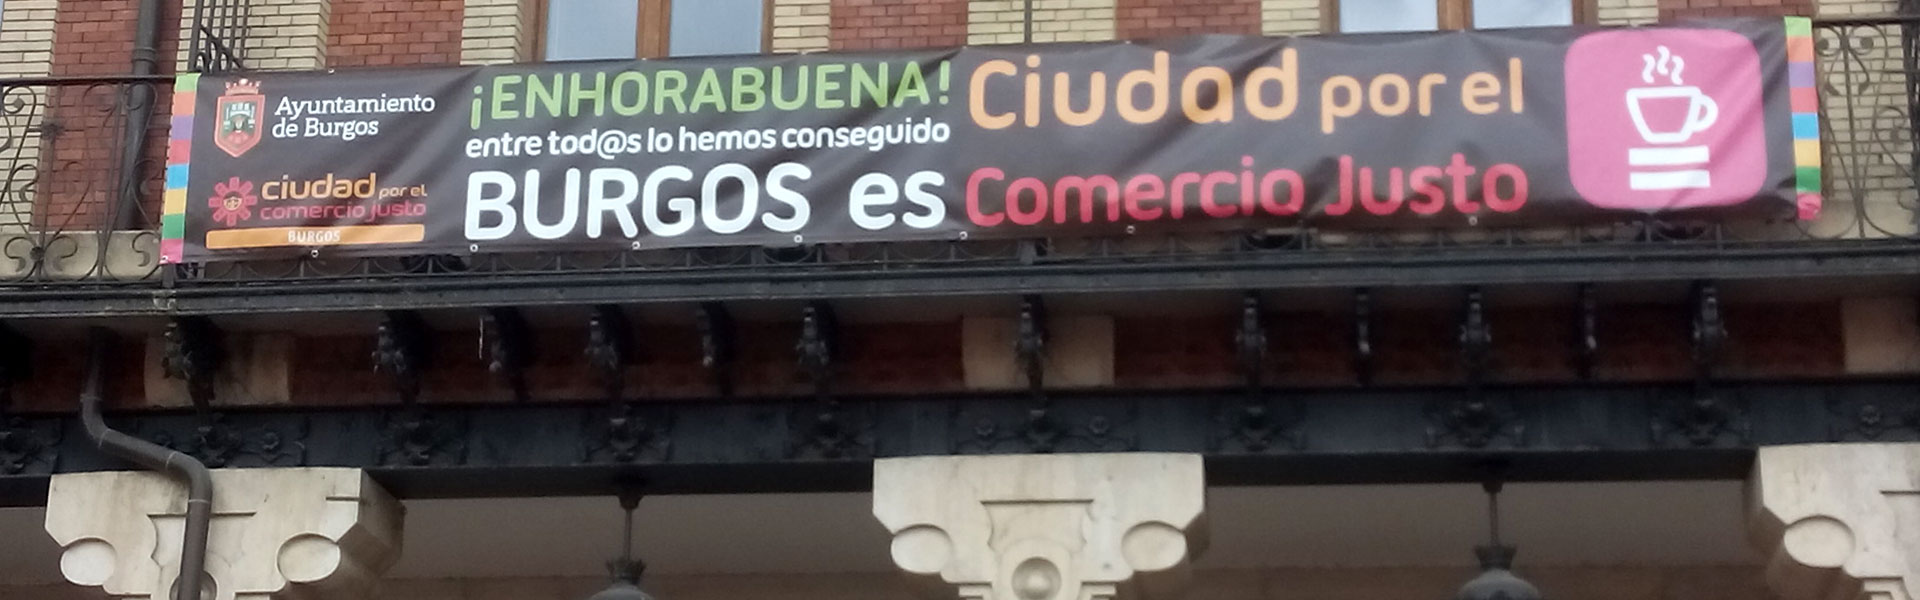 Ayuntamiento
de Burgos
ciudad por el
comercio justo
BURGOS
¡ENHORABUENA!
entre tod@s lo hemos conseguido
BURGOS es
Ciudad por el
Comercio Justo